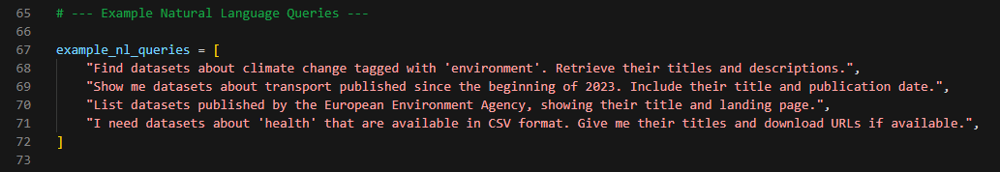 65 # --- Example Natural Language Queries ---
66
67 example_nl_queries = [
68     "Find datasets about climate change tagged with 'environment'. Retrieve their titles and descriptions.",
69     "Show me datasets about transport published since the beginning of 2023. Include their title and publication date.",
70     "List datasets published by the European Environment Agency, showing their title and landing page.",
71     "I need datasets about 'health' that are available in CSV format. Give me their titles and download URLs if available.",
72 ]
73